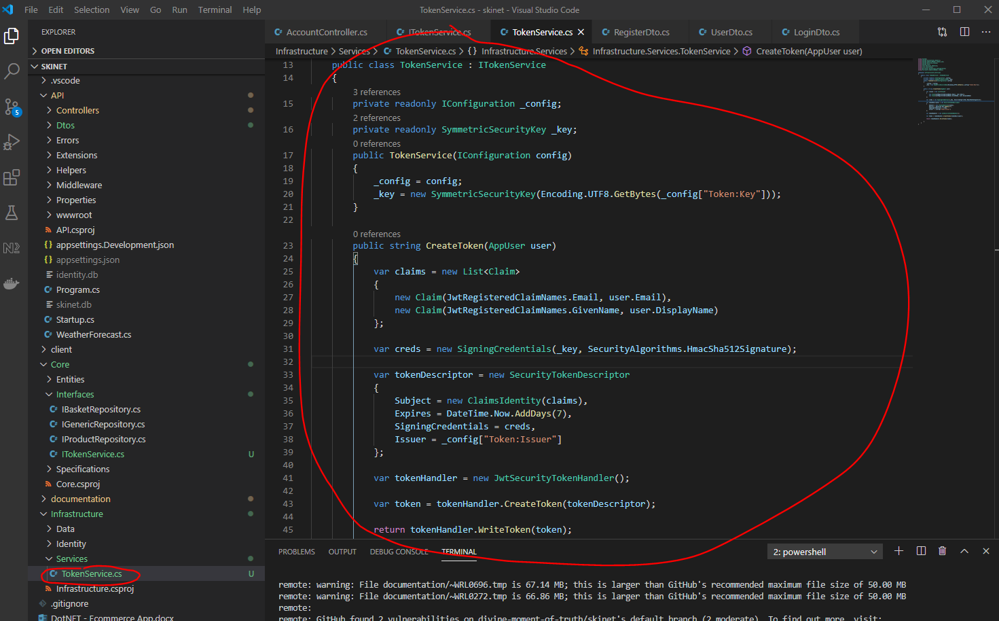 File Edit Selection View Go Run Terminal Help
TokenService.cs - skinet - Visual Studio Code
EXPLORER
OPEN EDITORS
SKINET
.vscode
API
Controllers
Dtos
Errors
Extensions
Helpers
Middleware
Properties
wwwroot
API.csproj
appsettings.Development.json
appsettings.json
identity.db
Program.cs
skinet.db
Startup.cs
WeatherForecast.cs
client
Core
Entities
Interfaces
IBasketRepository.cs
IGenericRepository.cs
IProductRepository.cs
ITokenService.cs U
Specifications
Core.csproj
documentation
Infrastructure
Data
Identity
Services
TokenService.cs U
Infrastructure.csproj
.gitignore
DotNET - Ecommerce App.docx
5
AccountController.cs ITokenService.cs TokenService.cs RegisterDto.cs UserDto.cs LoginDto.cs
Infrastructure > Services > TokenService.cs > {} Infrastructure.Services > Infrastructure.Services.TokenService > CreateToken(AppUser user)
13 public class TokenService : ITokenService
14 {
3 references
15 private readonly IConfiguration _config;
2 references
16 private readonly SymmetricSecurityKey _key;
0 references
17 public TokenService(IConfiguration config)
18 {
19 _config = config;
20 _key = new SymmetricSecurityKey(Encoding.UTF8.GetBytes(_config["Token:Key"]));
21 }
22
0 references
23 public string CreateToken(AppUser user)
24 {
25 var claims = new List<Claim>
26 {
27 new Claim(JwtRegisteredClaimNames.Email, user.Email),
28 new Claim(JwtRegisteredClaimNames.GivenName, user.DisplayName)
29 };
30
31 var creds = new SigningCredentials(_key, SecurityAlgorithms.HmacSha512Signature);
32
33 var tokenDescriptor = new SecurityTokenDescriptor
34 {
35 Subject = new ClaimsIdentity(claims),
36 Expires = DateTime.Now.AddDays(7),
37 SigningCredentials = creds,
38 Issuer = _config["Token:Issuer"]
39 };
40
41 var tokenHandler = new JwtSecurityTokenHandler();
42
43 var token = tokenHandler.CreateToken(tokenDescriptor);
44
45 return tokenHandler.WriteToken(token);
PROBLEMS OUTPUT DEBUG CONSOLE TERMINAL 2: powershell
remote: warning: File documentation/~WRL0696.tmp is 67.14 MB; this is larger than GitHub's recommended maximum file size of 50.00 MB
remote: warning: File documentation/~WRL0272.tmp is 66.86 MB; this is larger than GitHub's recommended maximum file size of 50.00 MB
remote:
remote: GitHub found 2 vulnerabilities on divine-moment-of-truth/skinet's default branch (2 moderate). To find out more, visit: